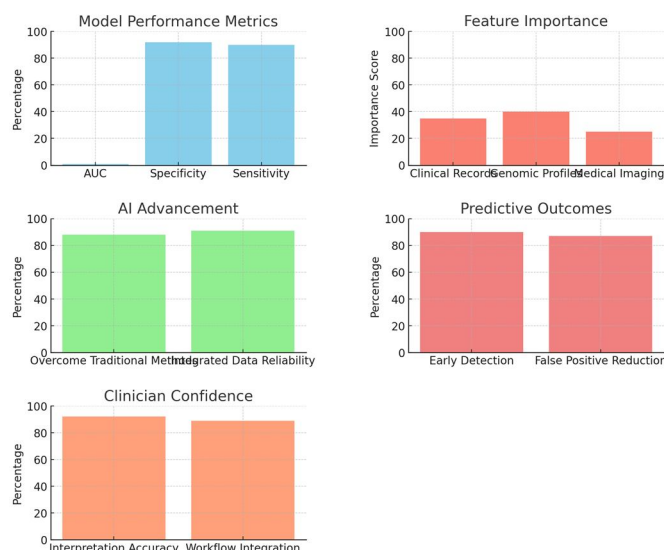 Model Performance Metrics
Percentage
100
80
60
40
20
0
AUC Specificity Sensitivity
Feature Importance
Importance Score
100
80
60
40
20
0
Clinical Records Genomic Profiles Medical Imaging
AI Advancement
Percentage
100
80
60
40
20
0
Overcome Traditional Methods Integrated Data Reliability
Predictive Outcomes
Percentage
100
80
60
40
20
0
Early Detection False Positive Reduction
Clinician Confidence
Percentage
100
80
60
40
20
0
Interpretation Accuracy Workflow Integration